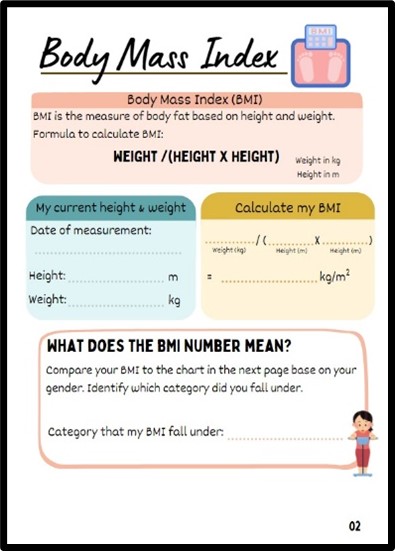 BMI
Body Mass Index
Body Mass Index (BMI)
BMI is the measure of body fat based on height and weight.
Formula to calculate BMI:
WEIGHT /(HEIGHT X HEIGHT)
Weight in kg
Height in m
My current height & weight
Date of measurement:
Height: m
Weight: kg
Calculate my BMI
/ ( X )
Weight (kg) Height (m) Height (m)
= kg/m²
WHAT DOES THE BMI NUMBER MEAN?
Compare your BMI to the chart in the next page base on your
gender. Identify which category did you fall under.
Category that my BMI fall under:
02